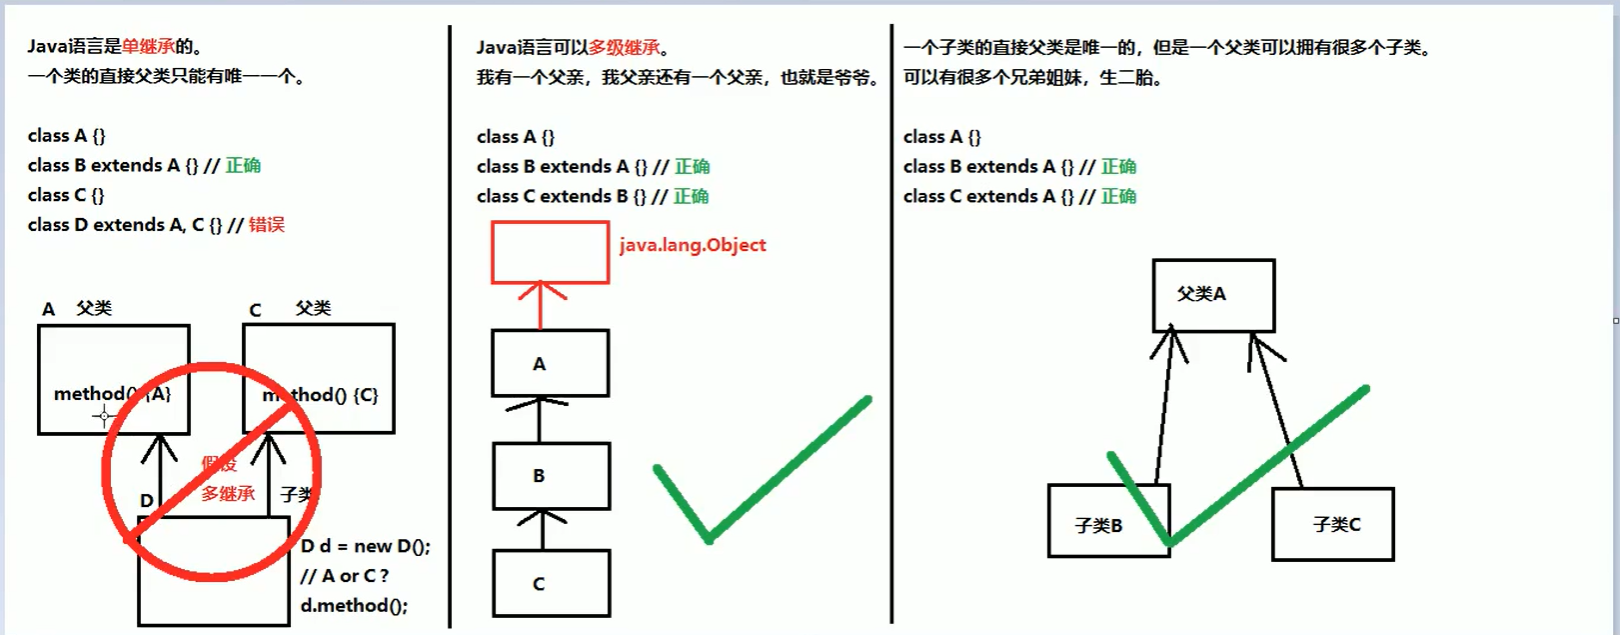 Java语言是单继承的。
一个类的直接父类只能有唯一一个。
class A {}
class B extends A {} // 正确
class C {}
class D extends A, C {} // 错误
A 父类
C 父类
method() {A}
method() {C}
假设
多继承
D
子类
D d = new D();
// A or C ?
d.method();
Java语言可以多级继承。
我有一个父亲，我父亲还有一个父亲，也就是爷爷。
class A {}
class B extends A {} // 正确
class C extends B {} // 正确
java.lang.Object
A
B
C
一个子类的直接父类是唯一的，但是一个父类可以拥有很多个子类。
可以有很多个兄弟姐妹，生二胎。
class A {}
class B extends A {} // 正确
class C extends A {} // 正确
父类A
子类B
子类C